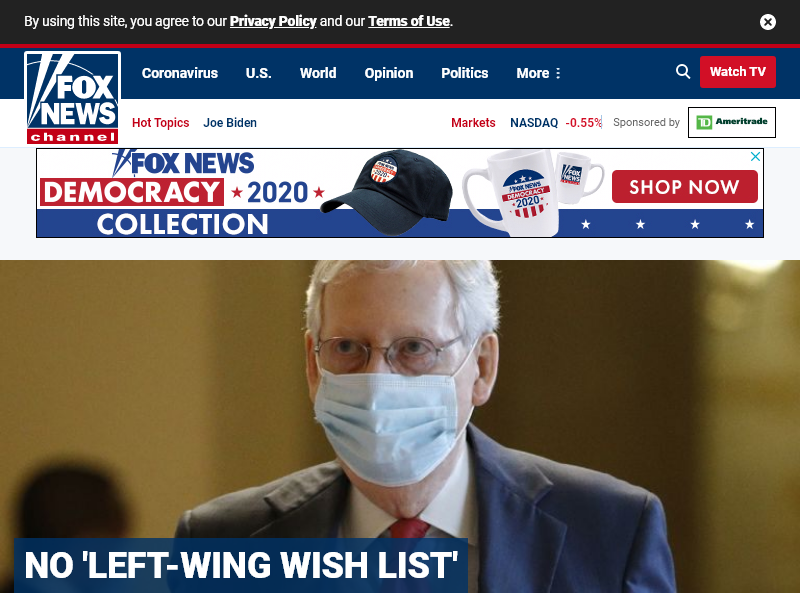 By using this site, you agree to our Privacy Policy and our Terms of Use.
FOX
NEWS
channel
Coronavirus U.S. World Opinion Politics More
Watch TV
Hot Topics Joe Biden
Markets NASDAQ -0.55% Sponsored by
TD Ameritrade
FOX NEWS
DEMOCRACY 2020
COLLECTION
FOX NEWS
DEMOCRACY
2020
FOX
NEWS
SHOP NOW
NO 'LEFT-WING WISH LIST'